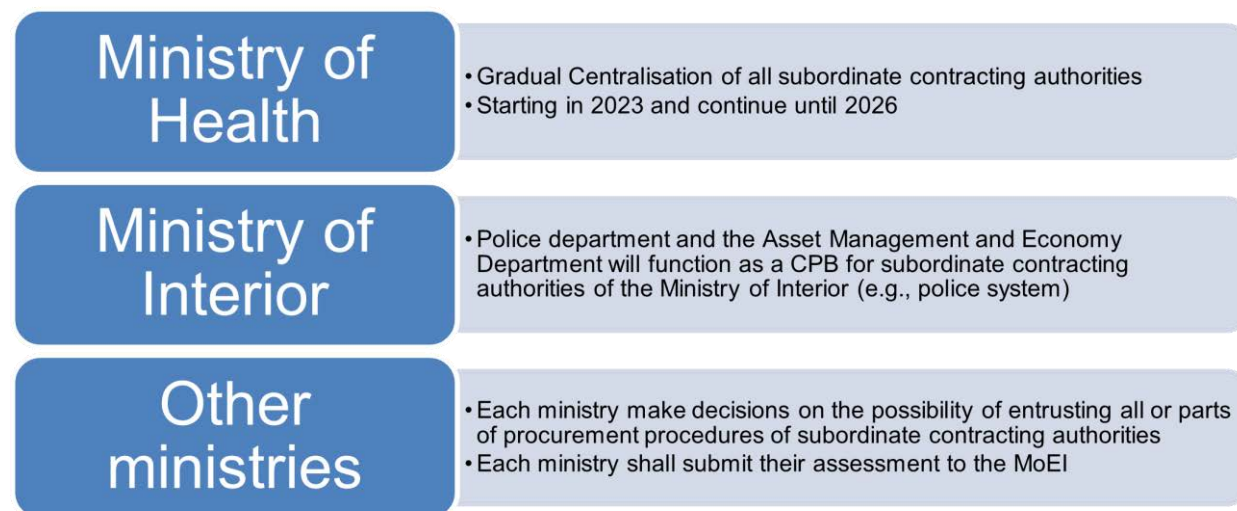 Ministry of
Health
• Gradual Centralisation of all subordinate contracting authorities
• Starting in 2023 and continue until 2026
Ministry of
Interior
• Police department and the Asset Management and Economy
Department will function as a CPB for subordinate contracting
authorities of the Ministry of Interior (e.g., police system)
Other
ministries
• Each ministry make decisions on the possibility of entrusting all or parts
of procurement procedures of subordinate contracting authorities
• Each ministry shall submit their assessment to the MoEI